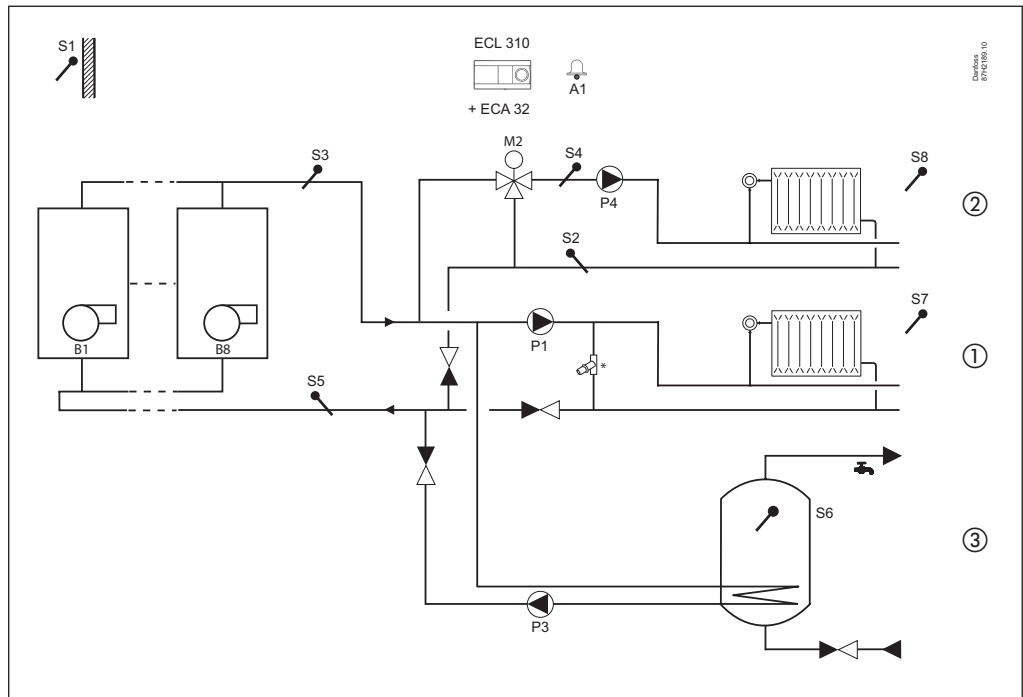 S1
ECL 310
A1
+ ECA 32
Danfoss
87H2189.10
M2
S3
S4
S8
P4
②
S2
S7
B1
B8
P1
*
①
S5
S6
③
P3